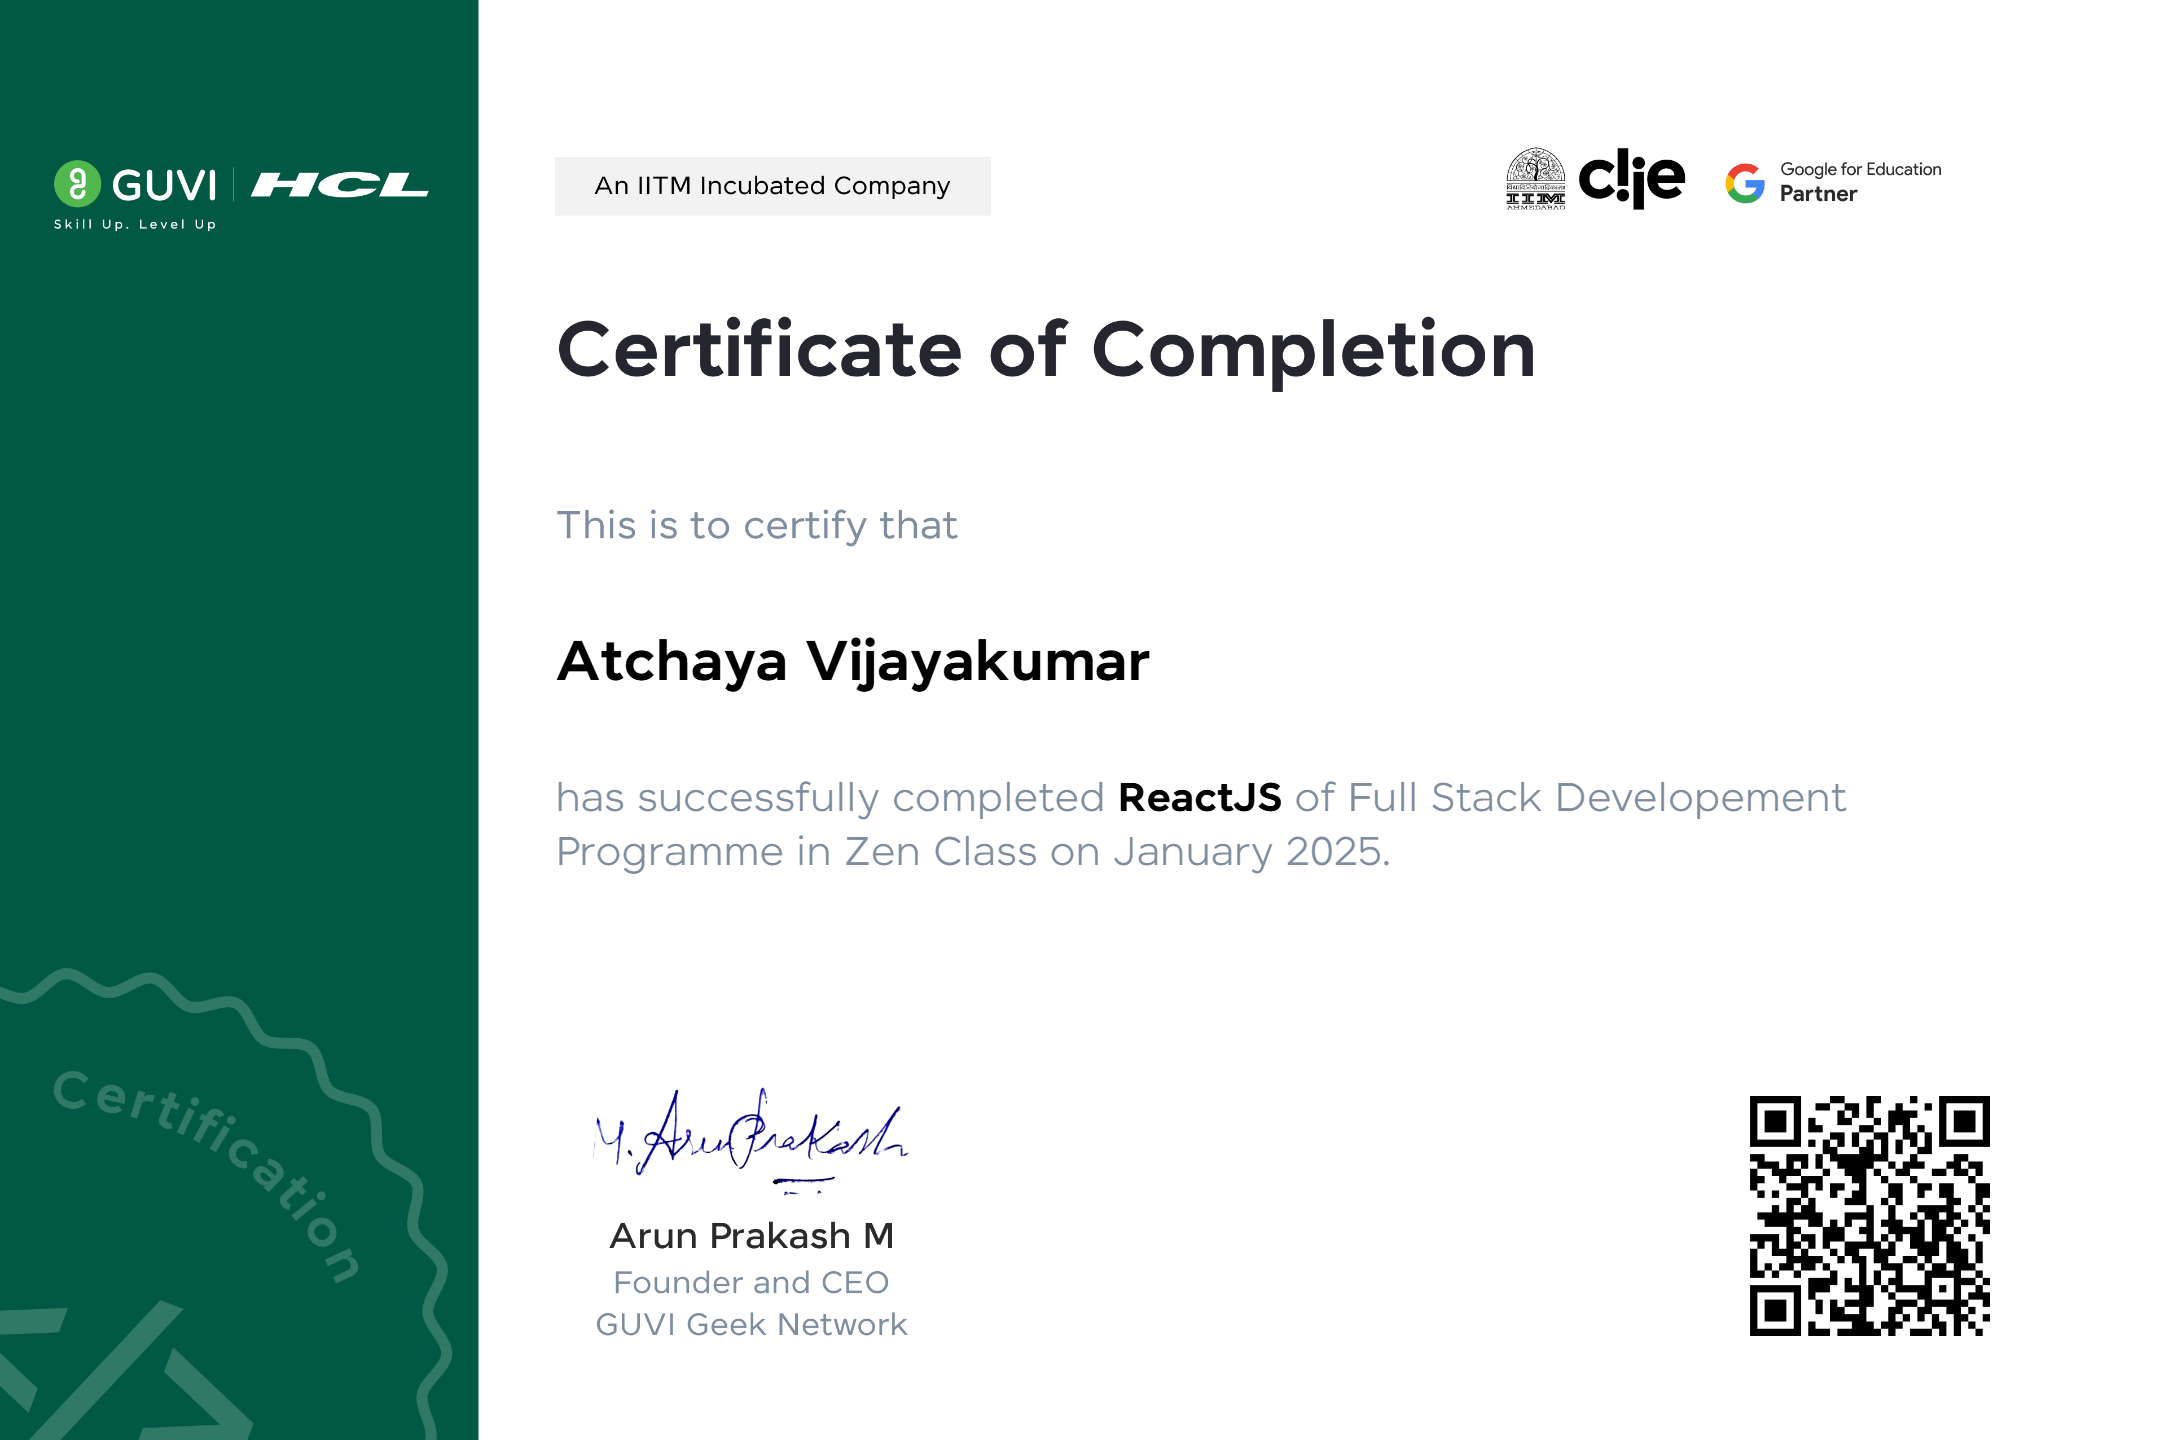 GUVI HCL
Skill Up. Level Up
An IITM Incubated Company
IIM
AHMEDABAD
c!je
Google for Education
Partner
Certificate of Completion
This is to certify that
Atchaya Vijayakumar
has successfully completed ReactJS of Full Stack Developement
Programme in Zen Class on January 2025.
M. Arun Prakash
Arun Prakash M
Founder and CEO
GUVI Geek Network
Certification